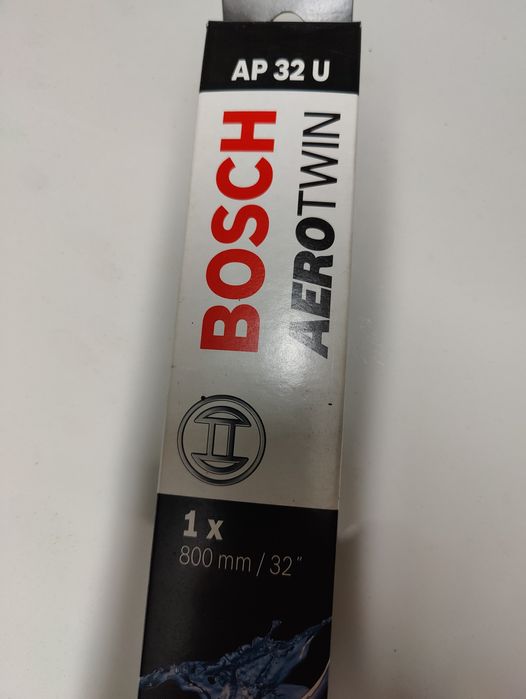 AP 32 U
BOSCH
AEROTWIN
1 x
800 mm / 32"